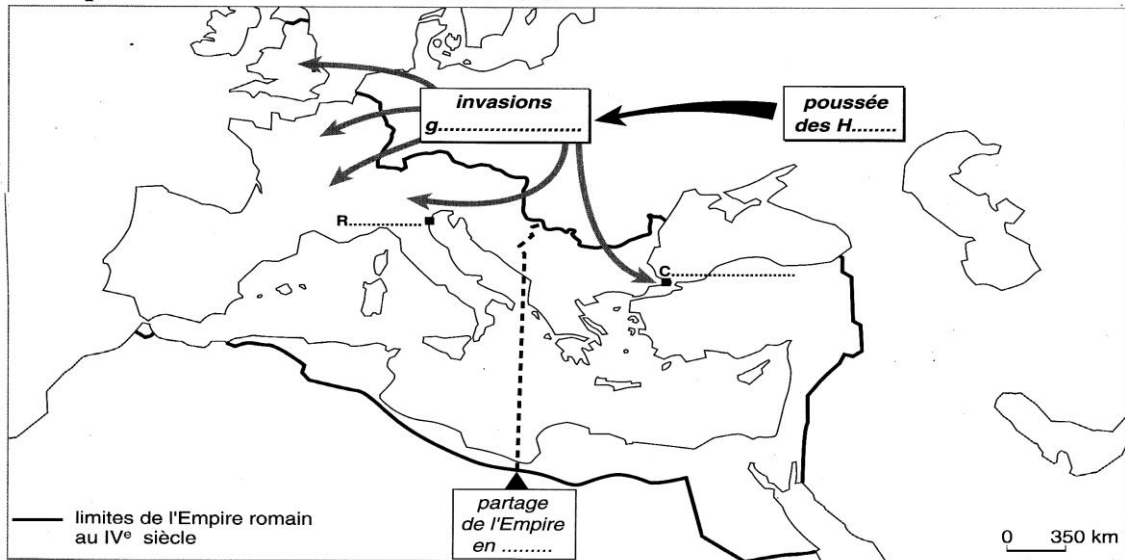 invasions
g...........................
poussée
des H........
R..............
C.......................
partage
de l'Empire
en .........
limites de l'Empire romain
au IVe siècle
0 350 km